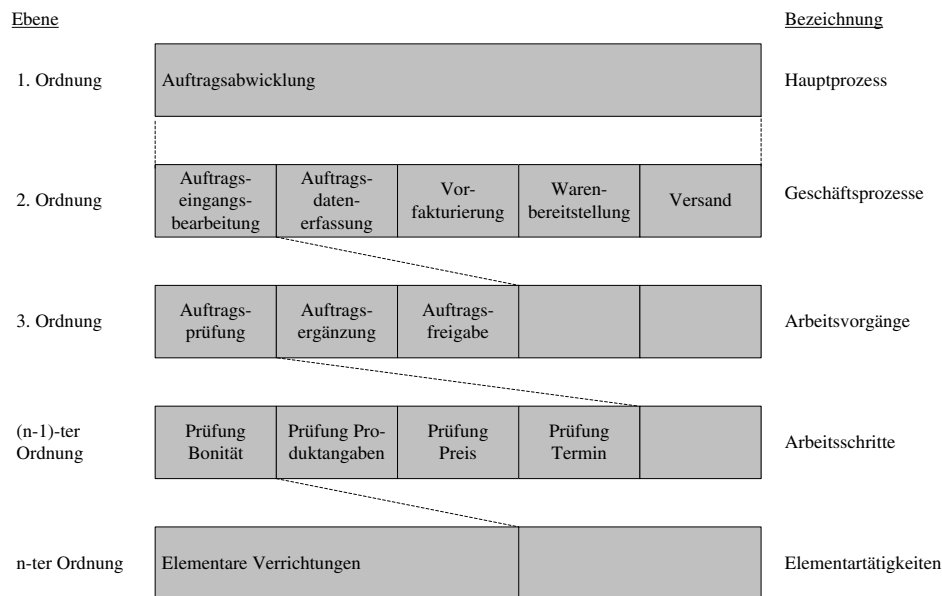 Ebene
Bezeichnung
1. Ordnung
Auftragsabwicklung
Hauptprozess
2. Ordnung
Auftrags-
eingangs-
bearbeitung
Auftrags-
daten-
erfassung
Vor-
fakturierung
Waren-
bereitstellung
Versand
Geschäftsprozesse
3. Ordnung
Auftrags-
prüfung
Auftrags-
ergänzung
Auftrags-
freigabe
Arbeitsvorgänge
(n-1)-ter
Ordnung
Prüfung
Bonität
Prüfung Pro-
duktangaben
Prüfung
Preis
Prüfung
Termin
Arbeitsschritte
n-ter Ordnung
Elementare Verrichtungen
Elementartätigkeiten